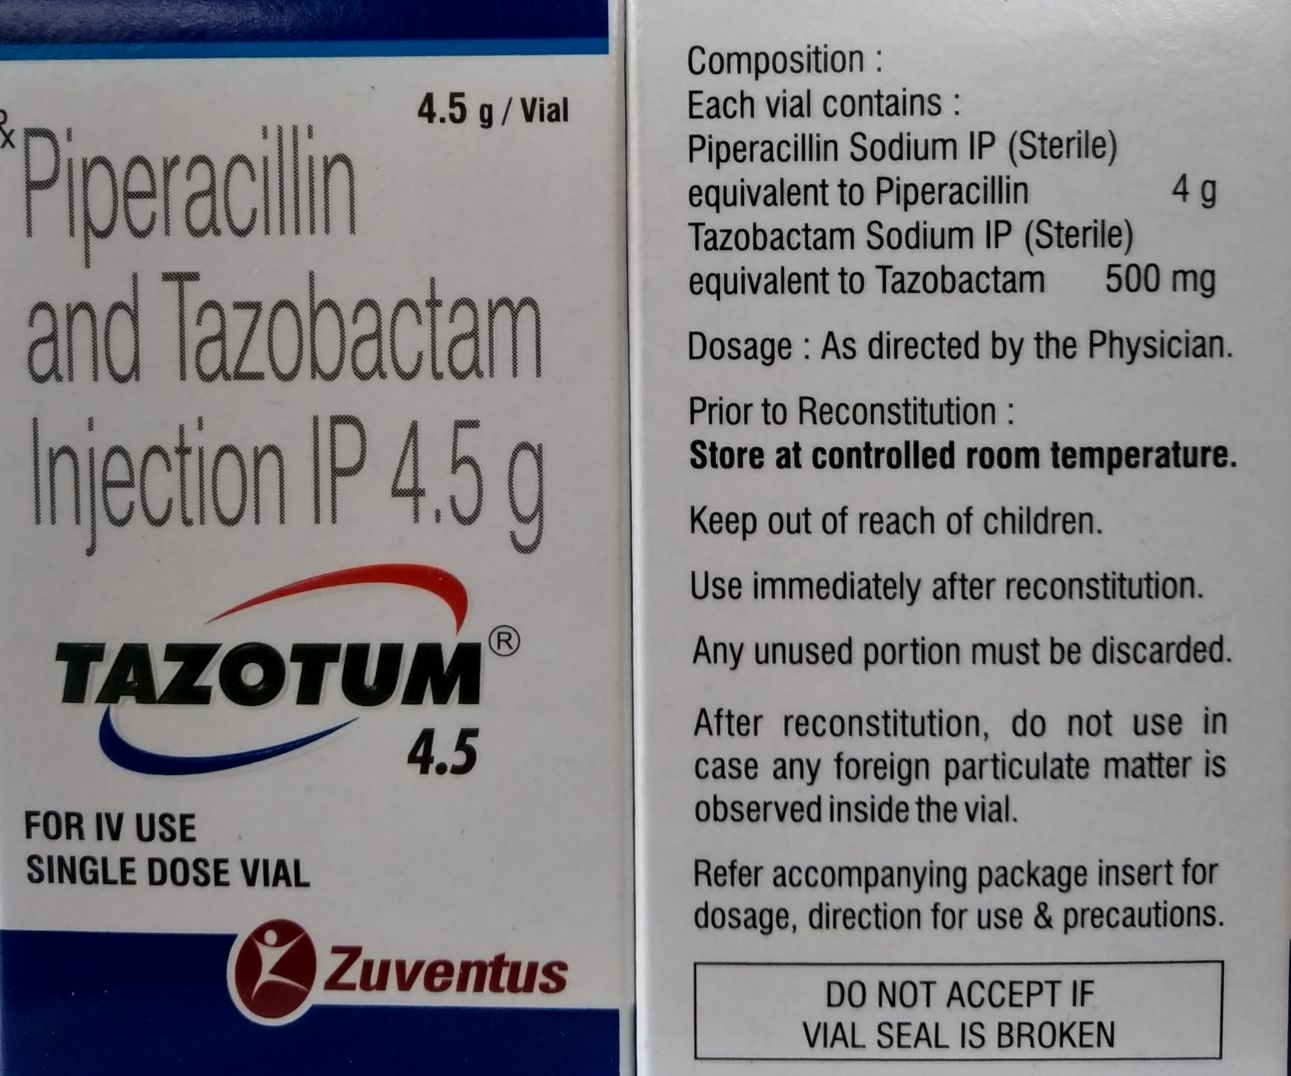 4.5 g / Vial
Rx
Piperacillin
and Tazobactam
Injection IP 4.5 g
TAZOTUM®
4.5
FOR IV USE
SINGLE DOSE VIAL
Zuventus
Composition :
Each vial contains :
Piperacillin Sodium IP (Sterile)
equivalent to Piperacillin 4 g
Tazobactam Sodium IP (Sterile)
equivalent to Tazobactam 500 mg
Dosage : As directed by the Physician.
Prior to Reconstitution :
Store at controlled room temperature.
Keep out of reach of children.
Use immediately after reconstitution.
Any unused portion must be discarded.
After reconstitution, do not use in
case any foreign particulate matter is
observed inside the vial.
Refer accompanying package insert for
dosage, direction for use & precautions.
DO NOT ACCEPT IF
VIAL SEAL IS BROKEN